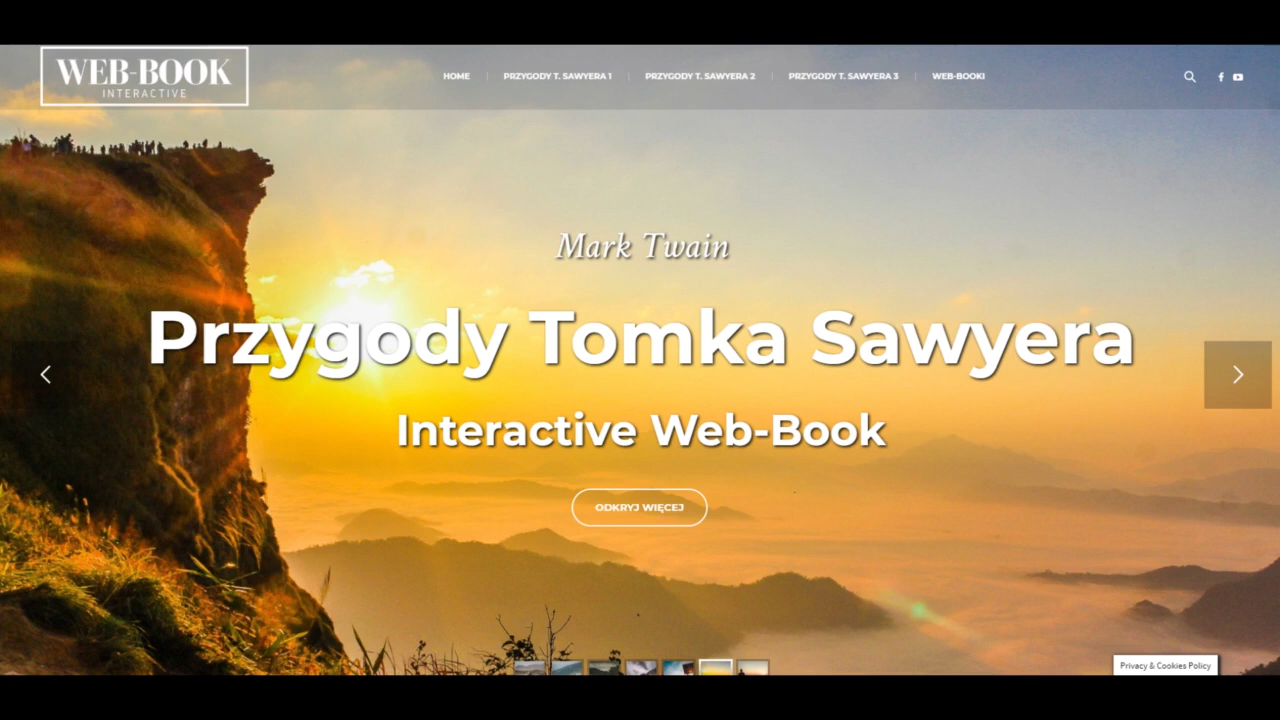 WEB-BOOK
INTERACTIVE
HOME
PRZYGODY T. SAWYERA 1
PRZYGODY T. SAWYERA 2
PRZYGODY T. SAWYERA 3
WEB-BOOKI
Mark Twain
Przygody Tomka Sawyera
Interactive Web-Book
ODKRYJ WIĘCEJ
Privacy & Cookies Policy